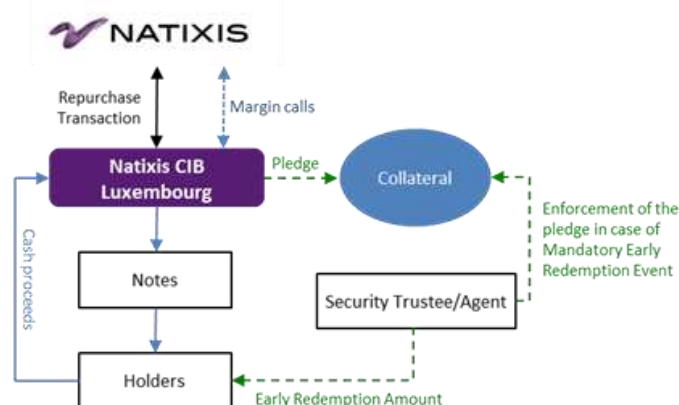 NATIXIS
Repurchase
Transaction
Margin calls
Natixis CIB
Luxembourg
Pledge
Collateral
Cash proceeds
Enforcement of the
pledge in case of
Mandatory Early
Redemption Event
Notes
Security Trustee/Agent
Holders
Early Redemption Amount